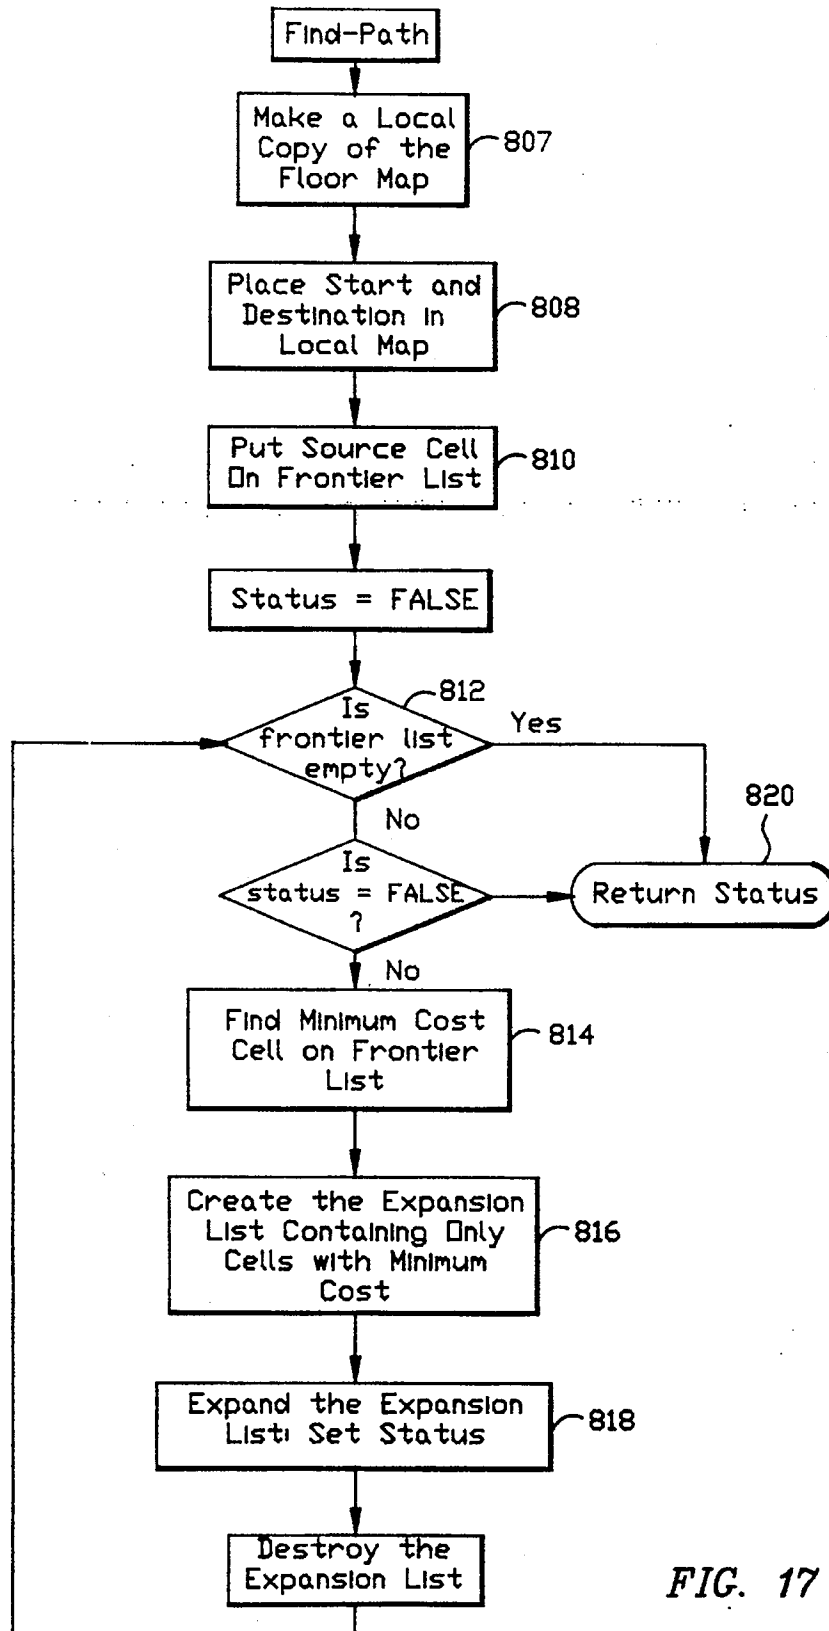 Find-Path
Make a Local
Copy of the
Floor Map
807
Place Start and
Destination in
Local Map
808
Put Source Cell
On Frontier List
810
Status = FALSE
812
Is
frontier list
empty?
Yes
No
820
Is
status = FALSE
?
Return Status
No
Find Minimum Cost
Cell on Frontier
List
814
Create the Expansion
List Containing Only
Cells with Minimum
Cost
816
Expand the Expansion
List: Set Status
818
Destroy the
Expansion List
FIG. 17